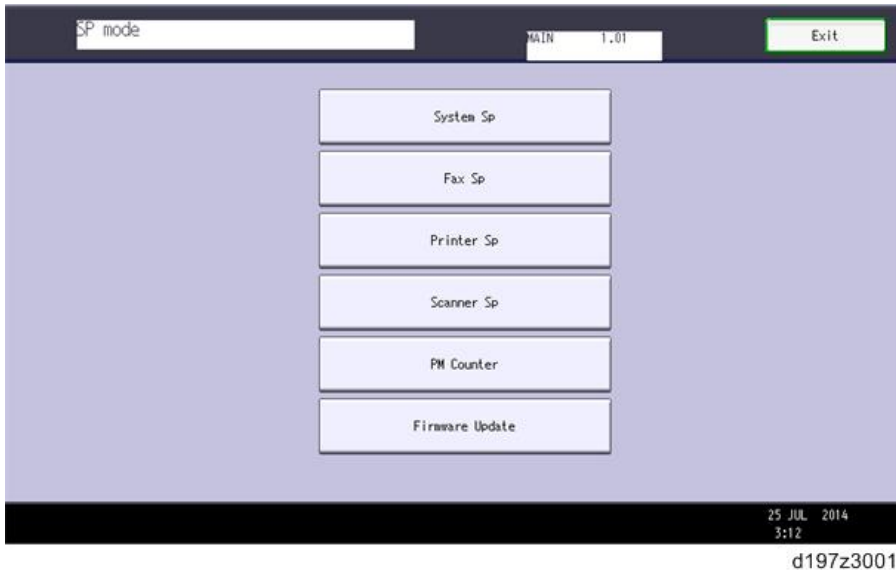 SP mode
MAIN 1.01
Exit
System Sp
Fax Sp
Printer Sp
Scanner Sp
PM Counter
Firmware Update
25 JUL 2014
3:12
d197z3001